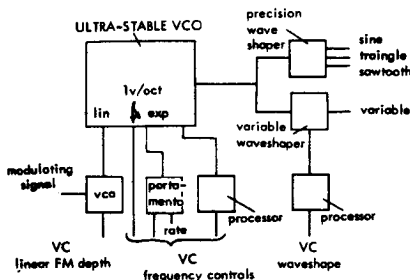 ULTRA-STABLE VCO
precision
wave
shaper
sine
traingle
sawtooth
1v/oct
lin
exp
variable
variable
waveshaper
modulating
signal
vca
porta-
mento
rate
processor
processor
VC
linear FM depth
VC
frequency controls
VC
waveshape